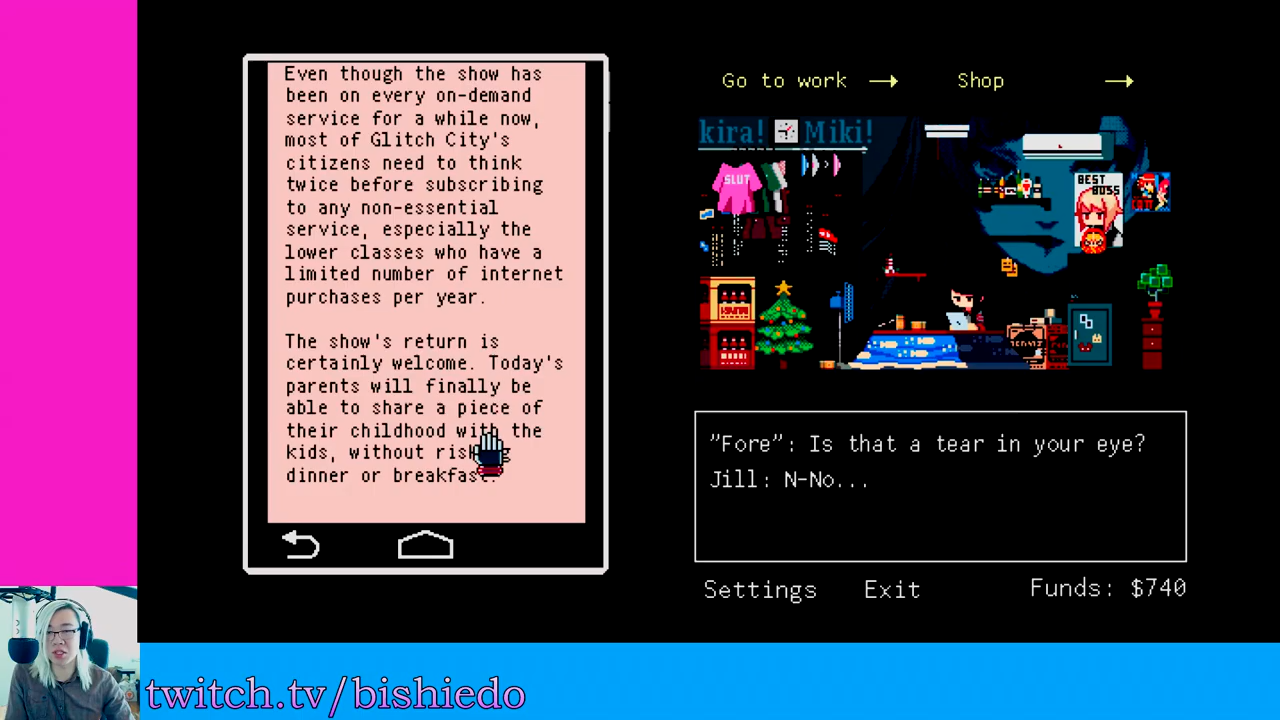 Even though the show has
been on every on-demand
service for a while now,
most of Glitch City's
citizens need to think
twice before subscribing
to any non-essential
service, especially the
lower classes who have a
limited number of internet
purchases per year.
The show's return is
certainly welcome. Today's
parents will finally be
able to share a piece of
their childhood with the
kids, without
dinner or breakfast.
Go to work → Shop →
kira! Miki!
SLUT
BEST
BOSS
"Fore": Is that a tear in your eye?
Jill: N-No...
Settings Exit Funds: $740
twitch.tv/bishiedo